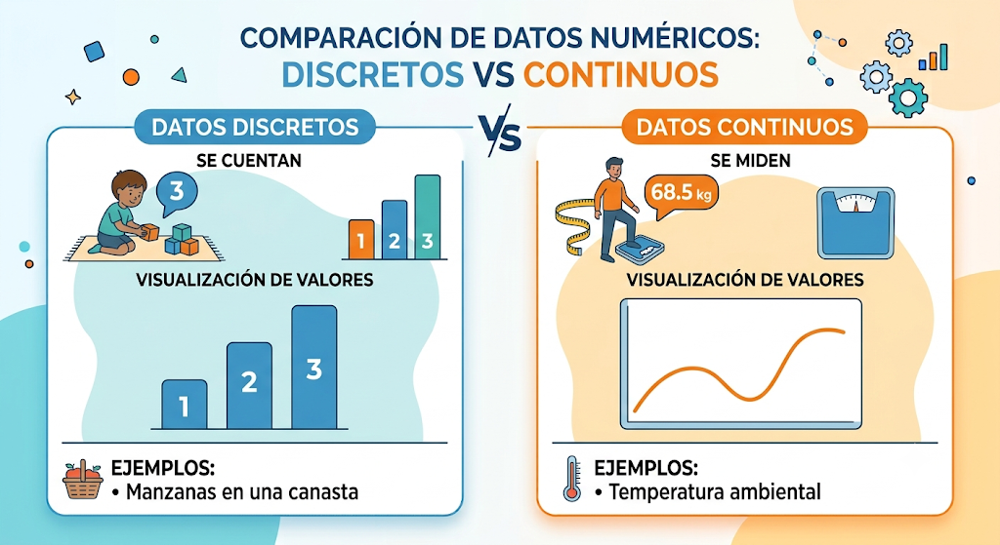 COMPARACIÓN DE DATOS NUMÉRICOS:
DISCRETOS VS CONTINUOS
VS
DATOS DISCRETOS
SE CUENTAN
3
1
2
3
VISUALIZACIÓN DE VALORES
1
2
3
EJEMPLOS:
• Manzanas en una canasta
DATOS CONTINUOS
SE MIDEN
68.5 kg
VISUALIZACIÓN DE VALORES
EJEMPLOS:
• Temperatura ambiental